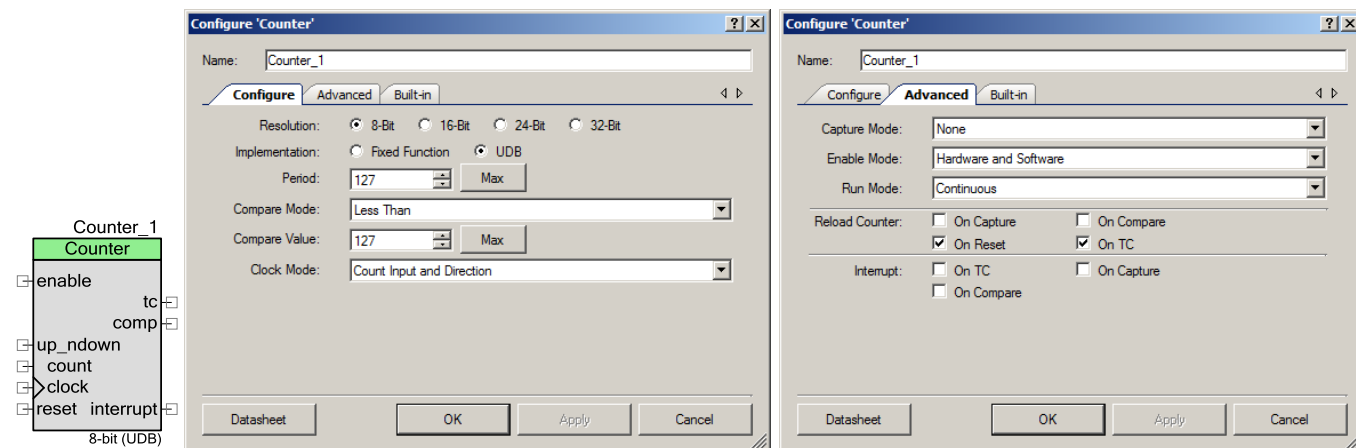 Counter_1
Counter
enable
tc
comp
up_ndown
count
clock
reset interrupt
8-bit (UDB)
Configure 'Counter'
Name: Counter_1
Configure Advanced Built-in
Resolution: 8-Bit 16-Bit 24-Bit 32-Bit
Implementation: Fixed Function UDB
Period: 127 Max
Compare Mode: Less Than
Compare Value: 127 Max
Clock Mode: Count Input and Direction
Datasheet OK Apply Cancel
Configure 'Counter'
Name: Counter_1
Configure Advanced Built-in
Capture Mode: None
Enable Mode: Hardware and Software
Run Mode: Continuous
Reload Counter: On Capture On Compare
On Reset On TC
Interrupt: On TC On Capture
On Compare
Datasheet OK Apply Cancel